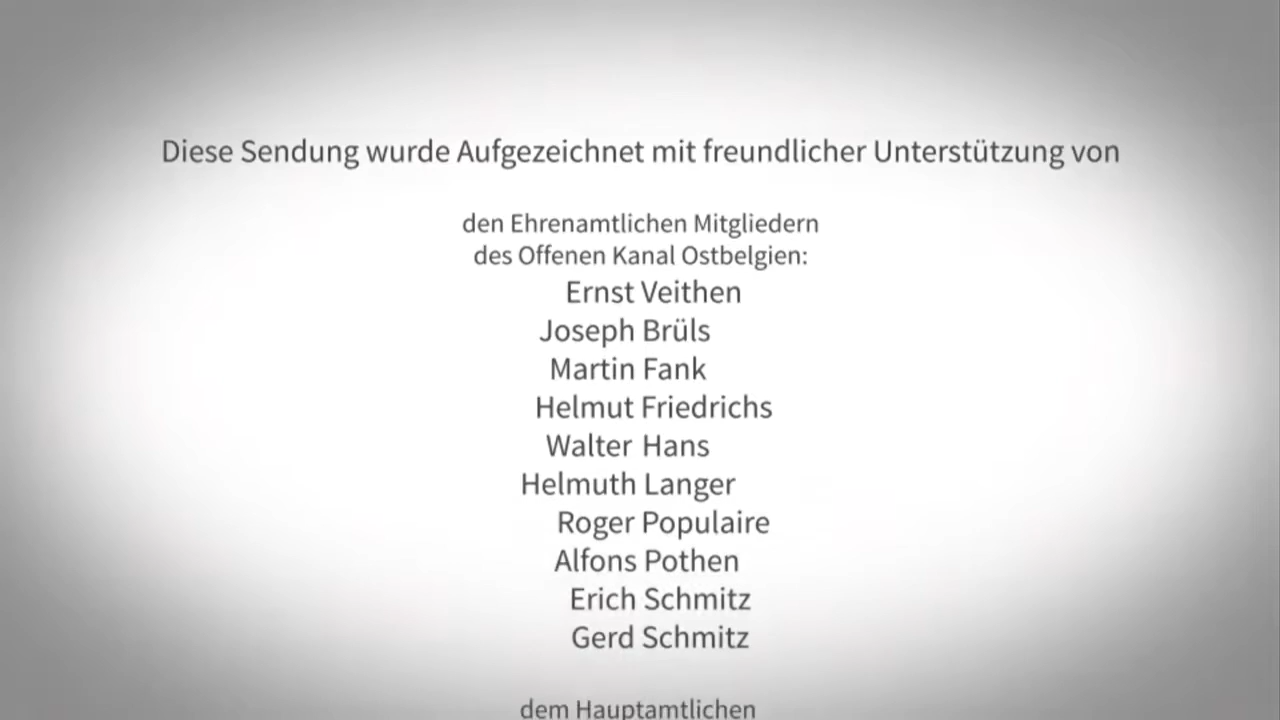 Diese Sendung wurde Aufgezeichnet mit freundlicher Unterstützung von
den Ehrenamtlichen Mitgliedern
des Offenen Kanal Ostbelgien:
Ernst Veithen
Joseph Brüls
Martin Fank
Helmut Friedrichs
Walter Hans
Helmuth Langer
Roger Populaire
Alfons Pothen
Erich Schmitz
Gerd Schmitz
dem Hauptamtlichen